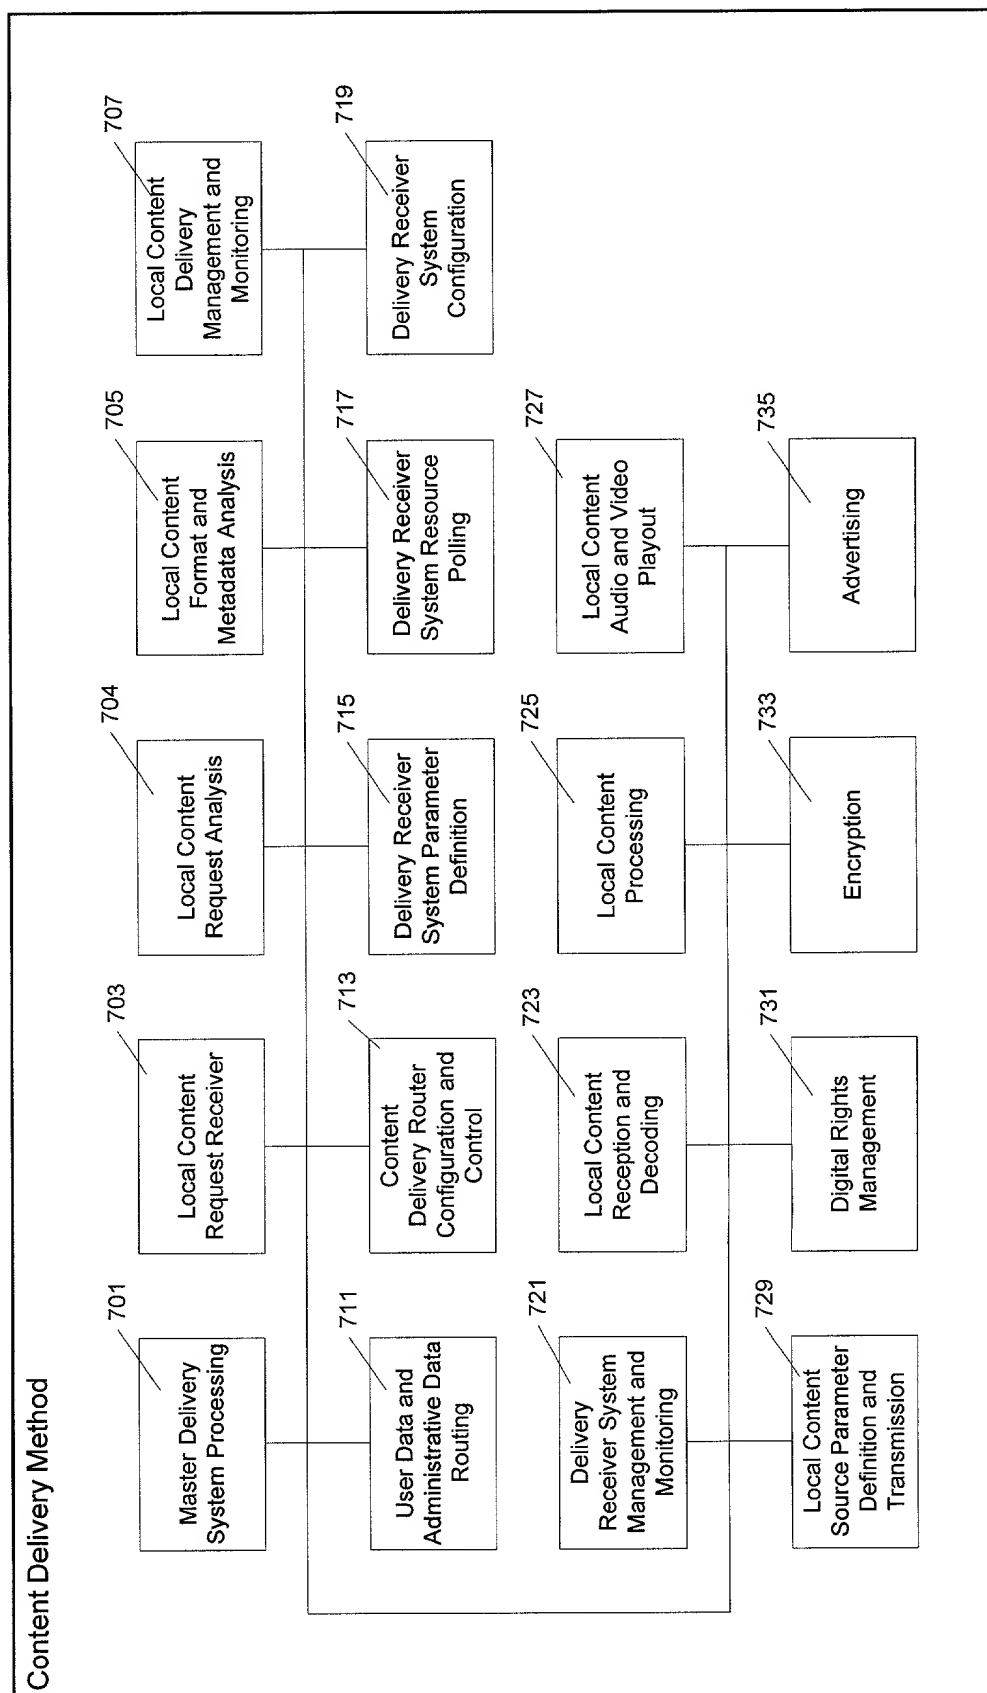 Content Delivery Method
701
Master Delivery
System Processing
703
Local Content
Request Receiver
704
Local Content
Request Analysis
705
Local Content
Format and
Metadata Analysis
707
Local Content
Delivery
Management and
Monitoring
711
User Data and
Administrative Data
Routing
713
Content
Delivery Router
Configuration and
Control
715
Delivery Receiver
System Parameter
Definition
717
Delivery Receiver
System Resource
Polling
719
Delivery Receiver
System
Configuration
721
Delivery
Receiver System
Management and
Monitoring
723
Local Content
Reception and
Decoding
725
Local Content
Processing
727
Local Content
Audio and Video
Playout
729
Local Content
Source Parameter
Definition and
Transmission
731
Digital Rights
Management
733
Encryption
735
Advertising